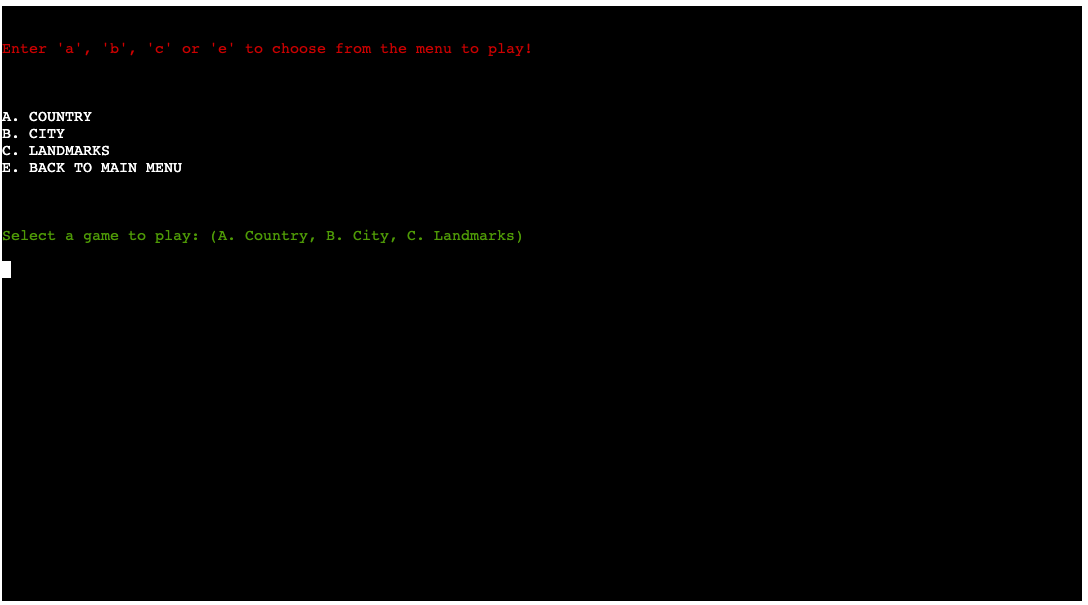 Enter 'a', 'b', 'c' or 'e' to choose from the menu to play!
A. COUNTRY
B. CITY
C. LANDMARKS
E. BACK TO MAIN MENU
Select a game to play: (A. Country, B. City, C. Landmarks)